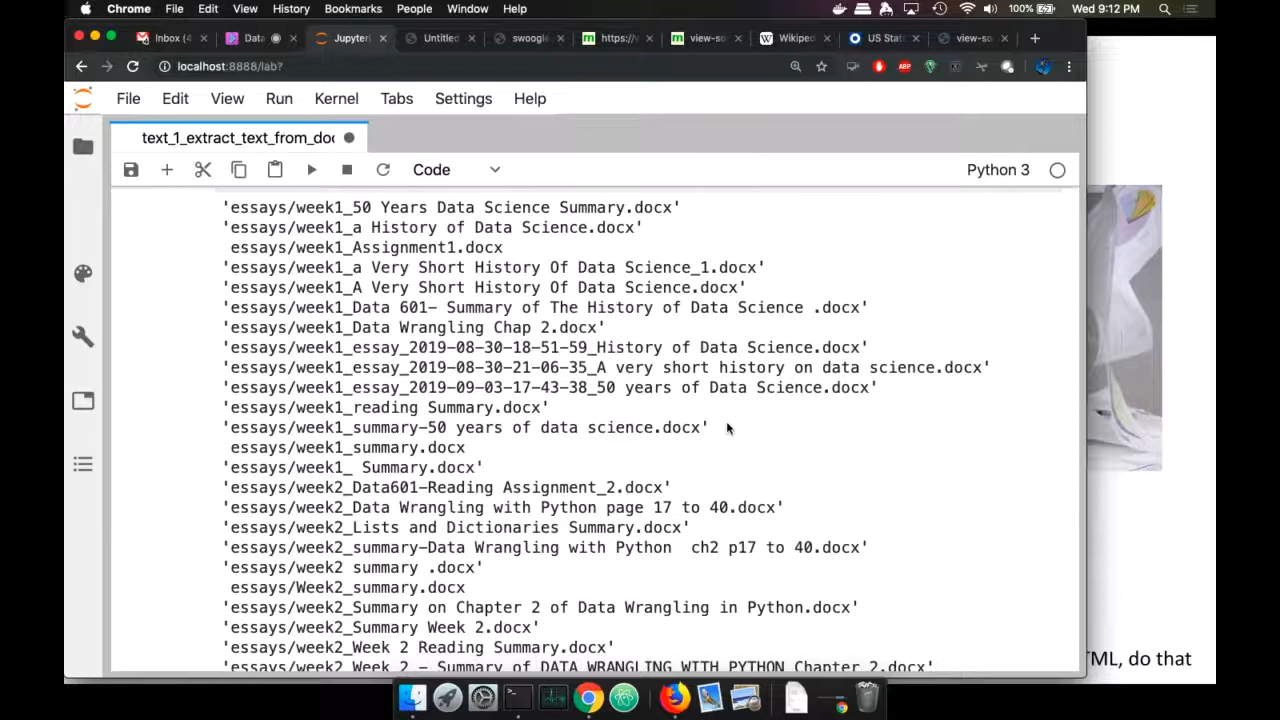 Chrome File Edit View History Bookmarks People Window Help 100% Wed 9:12 PM
Inbox (4 Data Jupyter Untitled swoogl https://v view-so Wikiped US Stat view-so
localhost:8888/lab?
File Edit View Run Kernel Tabs Settings Help
text_1_extract_text_from_doc
Code Python 3
'essays/week1_50 Years Data Science Summary.docx'
'essays/week1_a History of Data Science.docx'
essays/week1_Assignment1.docx
'essays/week1_a Very Short History Of Data Science_1.docx'
'essays/week1_A Very Short History Of Data Science.docx'
'essays/week1_Data 601- Summary of The History of Data Science .docx'
'essays/week1_Data Wrangling Chap 2.docx'
'essays/week1_essay_2019-08-30-18-51-59_History of Data Science.docx'
'essays/week1_essay_2019-08-30-21-06-35_A very short history on data science.docx'
'essays/week1_essay_2019-09-03-17-43-38_50 years of Data Science.docx'
'essays/week1_reading Summary.docx'
'essays/week1_summary-50 years of data science.docx'
essays/week1_summary.docx
'essays/week1_ Summary.docx'
'essays/week2_Data601-Reading Assignment_2.docx'
'essays/week2_Data Wrangling with Python page 17 to 40.docx'
'essays/week2_Lists and Dictionaries Summary.docx'
'essays/week2_summary-Data Wrangling with Python  ch2 p17 to 40.docx'
'essays/week2 summary .docx'
essays/Week2_summary.docx
'essays/week2_Summary on Chapter 2 of Data Wrangling in Python.docx'
'essays/week2_Summary Week 2.docx'
'essays/week2_Week 2 Reading Summary.docx'
'essays/week2_Week 2 - Summary of DATA WRANGLING WITH PYTHON Chapter 2.docx'
TML, do that